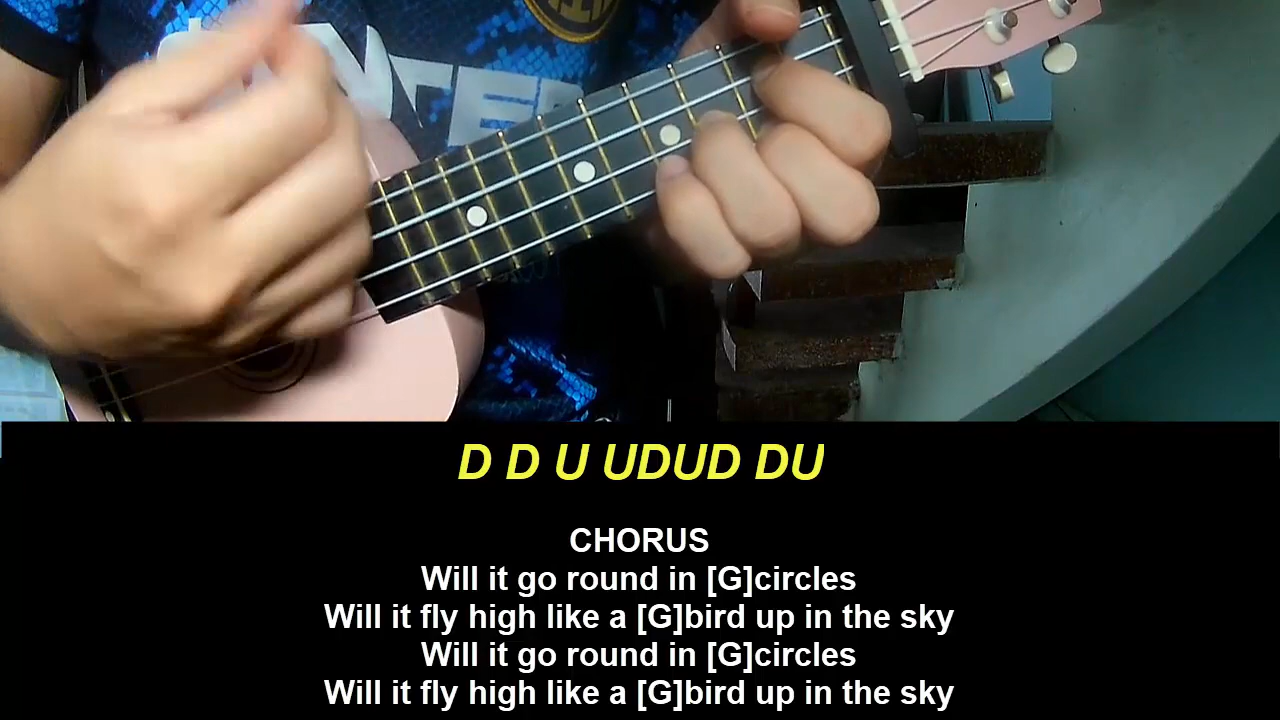 D D U UDUD DU
CHORUS
Will it go round in [G]circles
Will it fly high like a [G]bird up in the sky
Will it go round in [G]circles
Will it fly high like a [G]bird up in the sky